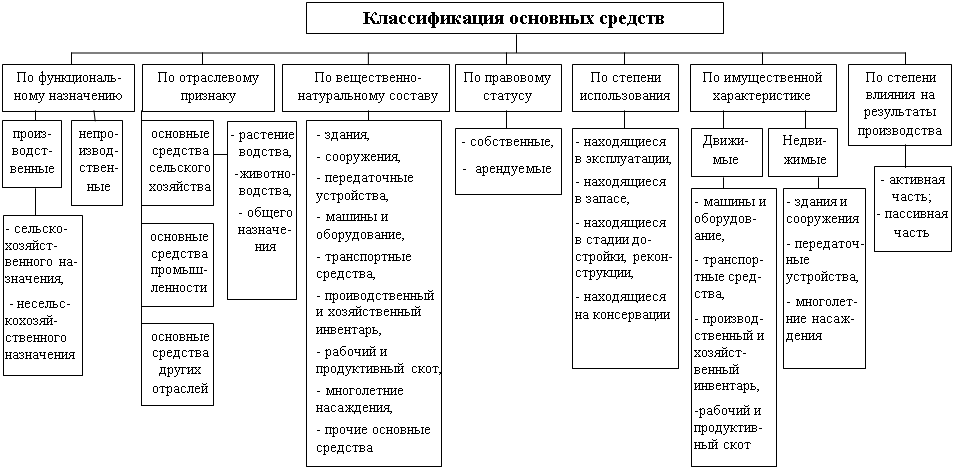 Классификация основных средств
По функциональ-
ному назначению
произ-
водст-
венные
непро-
извод-
ствен-
ные
- сельско-
хозяйст-
венного на-
значения,
- несель-
скохозяй-
ственного
назначения
По отраслевому
признаку
основные
средства
сельского
хозяйства
- растение
водства,
-животно-
водства,
- общего
назначе-
ния
основные
средства
промыш-
ленности
основные
средства
других
отраслей
По вещественно-
натуральному составу
- здания,
- сооружения,
- передаточные
устройства,
- машины и
оборудование,
- транспортные
средства,
- проиводственный
и хозяйственный
инвентарь,
- рабочий и
продуктивный скот,
- многолетние
насаждения,
- прочие основные
средства
По правовому
статусу
- собственные,
- арендуемые
По степени
использования
- находящиеся
в эксплуатации,
- находящиеся
в запасе,
- находящиеся
в стадии до-
стройки, рекон-
струкции,
- находящиеся
на консервации
По имущественной
характеристике
Движи-
мые
- машины и
оборудов-
ание,
- транспор-
тные сред-
ства,
- производ-
ственный и
хозяйст-
венный
инвентарь,
-рабочий и
продуктив-
ный скот
Недви-
жимые
- здания и
сооружения
- передаточ-
ные
устройства,
- многолет-
ние насаж-
дения
По степени
влияния на
результаты
производства
- активная
часть;
- пассивная
часть